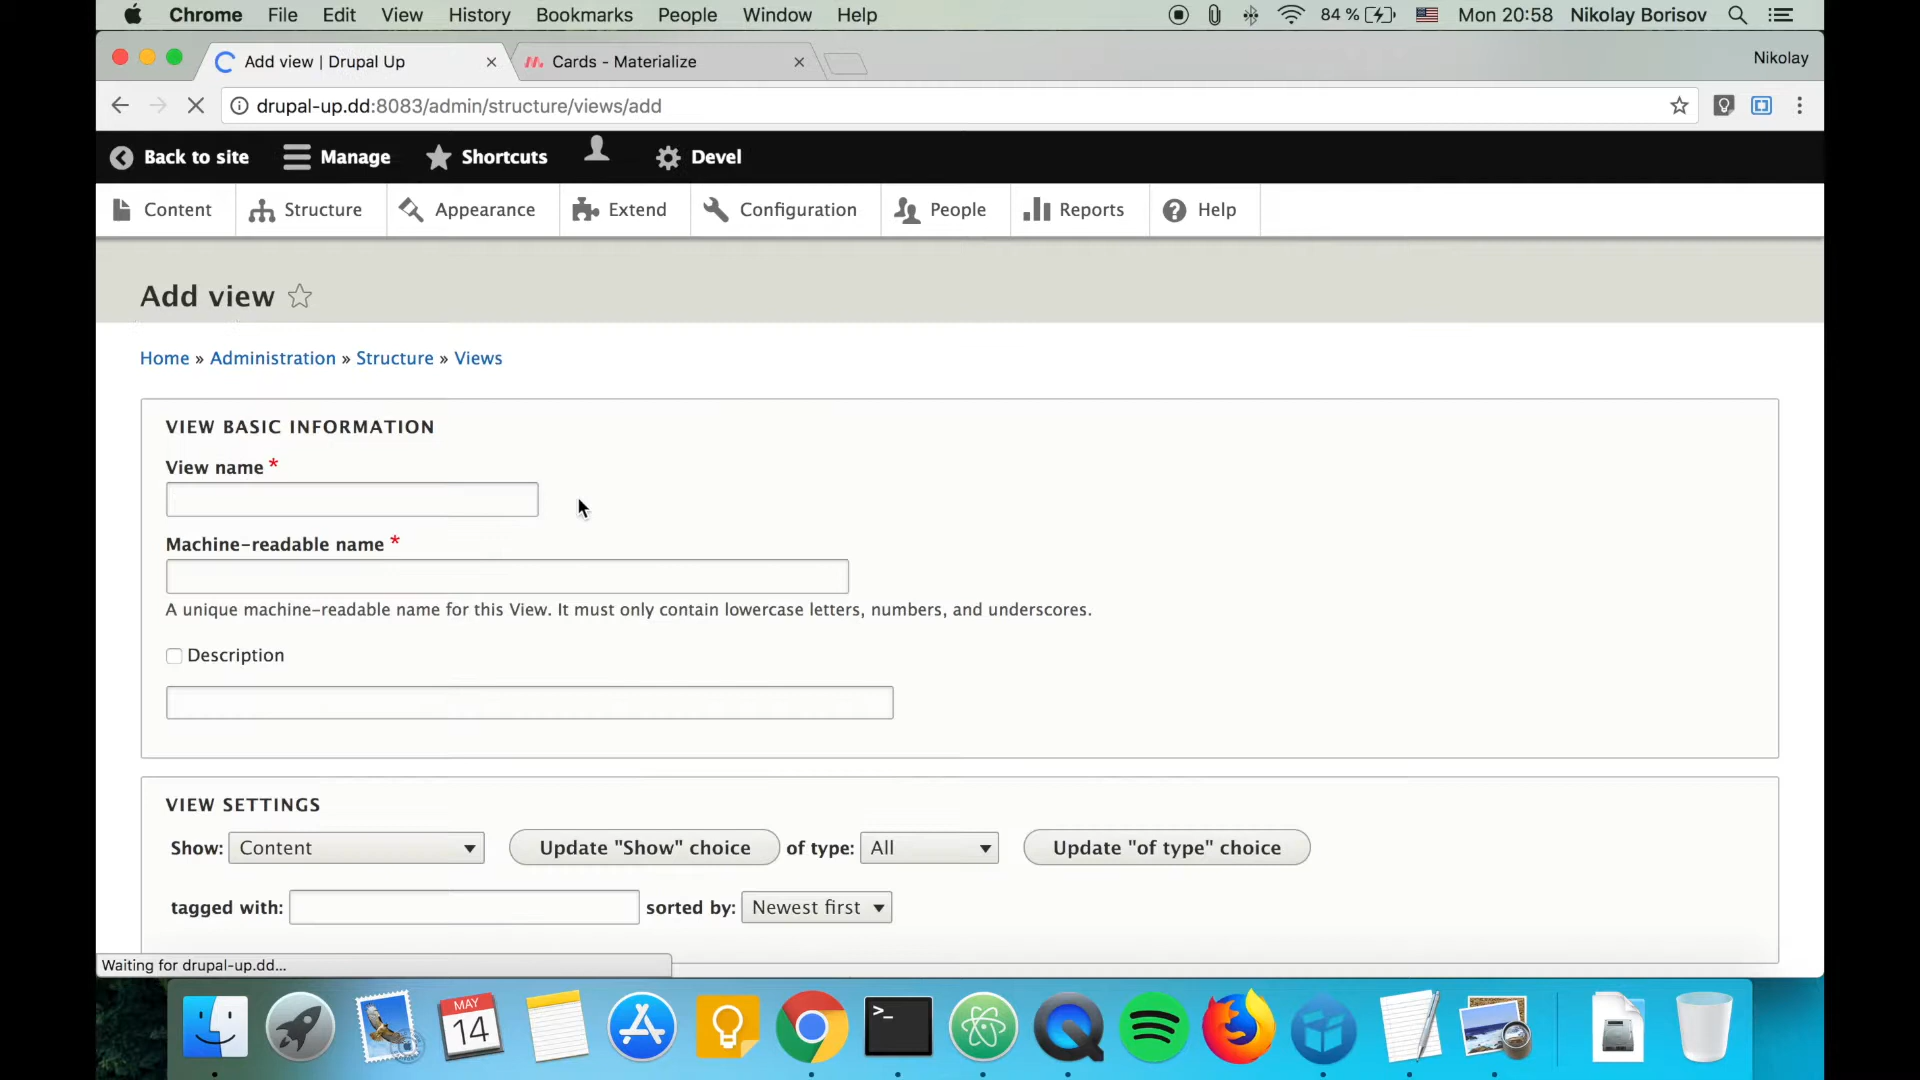 Chrome File Edit View History Bookmarks People Window Help 84 % Mon 20:58 Nikolay Borisov
Add view | Drupal Up Cards - Materialize Nikolay
drupal-up.dd:8083/admin/structure/views/add
Back to site Manage Shortcuts Devel
Content Structure Appearance Extend Configuration People Reports Help
Add view
Home » Administration » Structure » Views
VIEW BASIC INFORMATION
View name *
Machine-readable name *
A unique machine-readable name for this View. It must only contain lowercase letters, numbers, and underscores.
Description
VIEW SETTINGS
Show: Content Update "Show" choice of type: All Update "of type" choice
tagged with: sorted by: Newest first
Waiting for drupal-up.dd...
MAY
14
>_